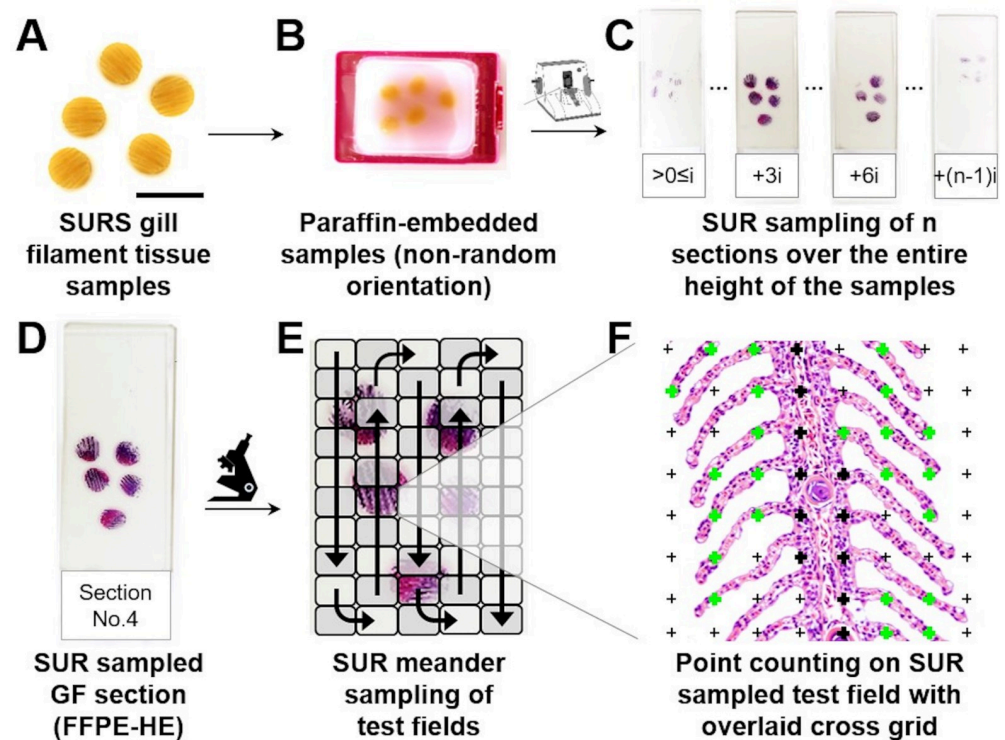 A
B
C
>0≤i
...
+3i
...
+6i
...
+(n-1)i
SURS gill
filament tissue
samples
Paraffin-embedded
samples (non-random
orientation)
SUR sampling of n
sections over the entire
height of the samples
D
E
F
Section
No.4
SUR sampled
GF section
(FFPE-HE)
SUR meander
sampling of
test fields
Point counting on SUR
sampled test field with
overlaid cross grid